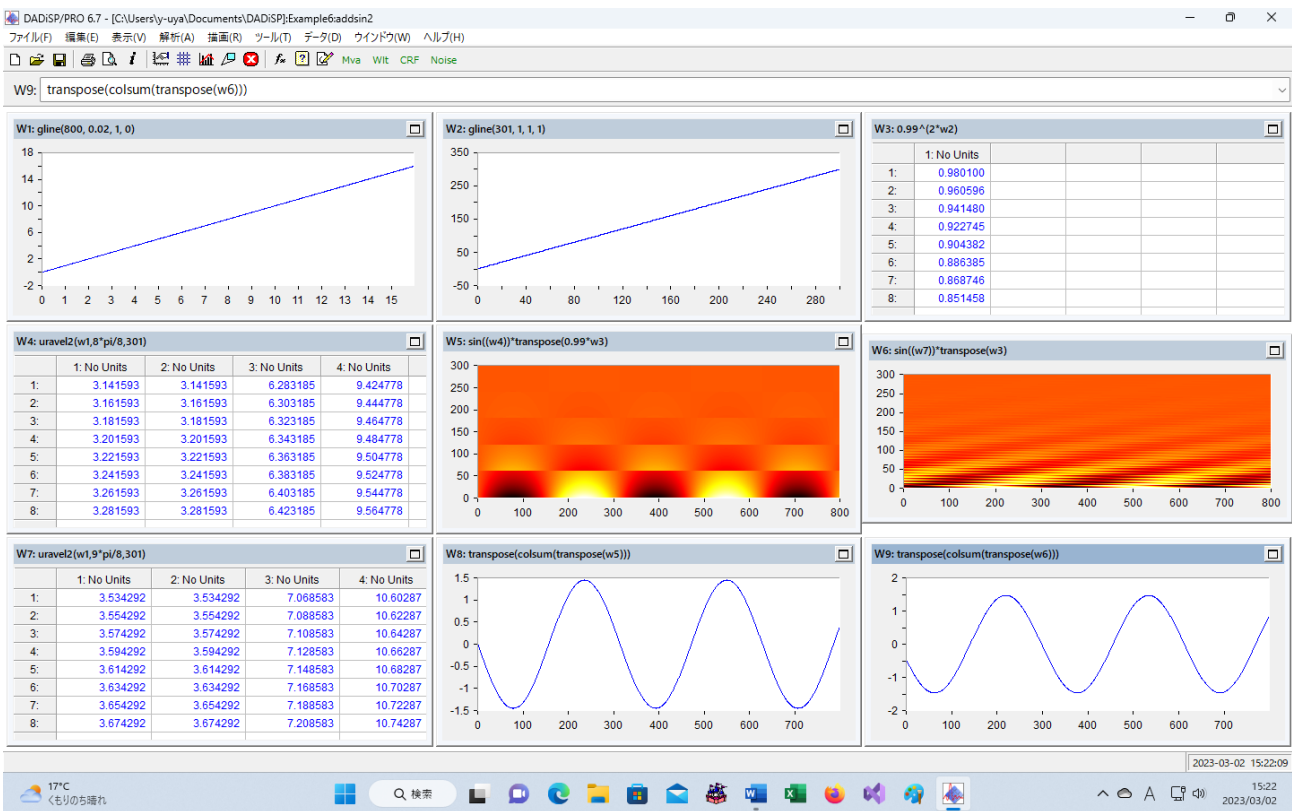 DADiSP/PRO 6.7 - [C:\Users\y-uya\Documents\DADiSP]:Example6:addsin2
ファイル(F) 編集(E) 表示(V) 解析(A) 描画(R) ツール(T) データ(D) ウインドウ(W) ヘルプ(H)
Mva Wlt CRF Noise
W9: transpose(colsum(transpose(w6)))
W1: gline(800, 0.02, 1, 0)
18
14
10
6
2
-2
0 1 2 3 4 5 6 7 8 9 10 11 12 13 14 15
W2: gline(301, 1, 1, 1)
350
250
150
50
-50
0 40 80 120 160 200 240 280
W3: 0.99^(2*w2)
1: No Units
1: 0.980100
2: 0.960596
3: 0.941480
4: 0.922745
5: 0.904382
6: 0.886385
7: 0.868746
8: 0.851458
W4: uravel2(w1,8*pi/8,301)
1: No Units 2: No Units 3: No Units 4: No Units
1: 3.141593 3.141593 6.283185 9.424778
2: 3.161593 3.161593 6.303185 9.444778
3: 3.181593 3.181593 6.323185 9.464778
4: 3.201593 3.201593 6.343185 9.484778
5: 3.221593 3.221593 6.363185 9.504778
6: 3.241593 3.241593 6.383185 9.524778
7: 3.261593 3.261593 6.403185 9.544778
8: 3.281593 3.281593 6.423185 9.564778
W5: sin((w4))*transpose(0.99*w3)
300
250
200
150
100
50
0
0 100 200 300 400 500 600 700 800
W6: sin((w7))*transpose(w3)
300
250
200
150
100
50
0
0 100 200 300 400 500 600 700 800
W7: uravel2(w1,9*pi/8,301)
1: No Units 2: No Units 3: No Units 4: No Units
1: 3.534292 3.534292 7.068583 10.60287
2: 3.554292 3.554292 7.088583 10.62287
3: 3.574292 3.574292 7.108583 10.64287
4: 3.594292 3.594292 7.128583 10.66287
5: 3.614292 3.614292 7.148583 10.68287
6: 3.634292 3.634292 7.168583 10.70287
7: 3.654292 3.654292 7.188583 10.72287
8: 3.674292 3.674292 7.208583 10.74287
W8: transpose(colsum(transpose(w5)))
1.5
1
0.5
0
-0.5
-1
-1.5
0 100 200 300 400 500 600 700
W9: transpose(colsum(transpose(w6)))
2
1
0
-1
-2
0 100 200 300 400 500 600 700
2023-03-02 15:22:09
17°C
くもりのち晴れ
検索
A
15:22
2023/03/02